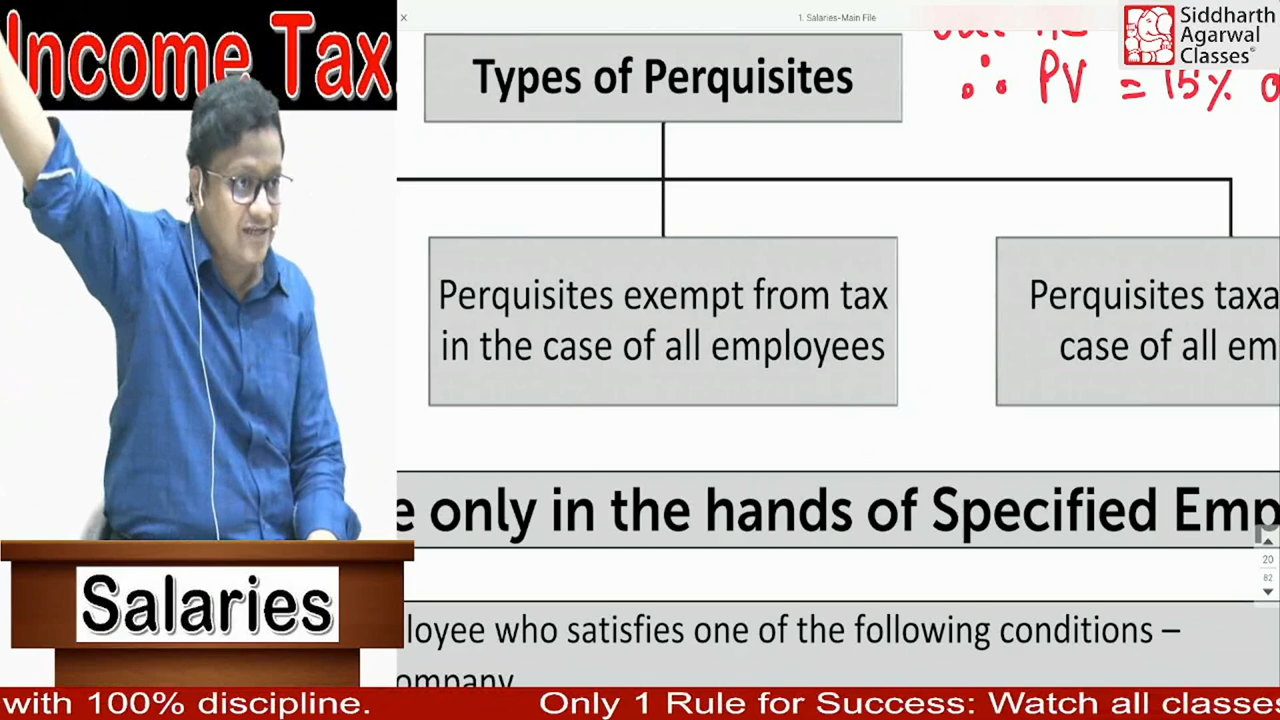 Income Tax
1. Salaries-Main File
Siddharth
Agarwal
Classes
Types of Perquisites
∴ PV = 15%
Perquisites exempt from tax
in the case of all employees
Perquisites taxa
case of all em
e only in the hands of Specified Emp
20
82
loyee who satisfies one of the following conditions –
ompany
Salaries
with 100% discipline.
Only 1 Rule for Success: Watch all classes